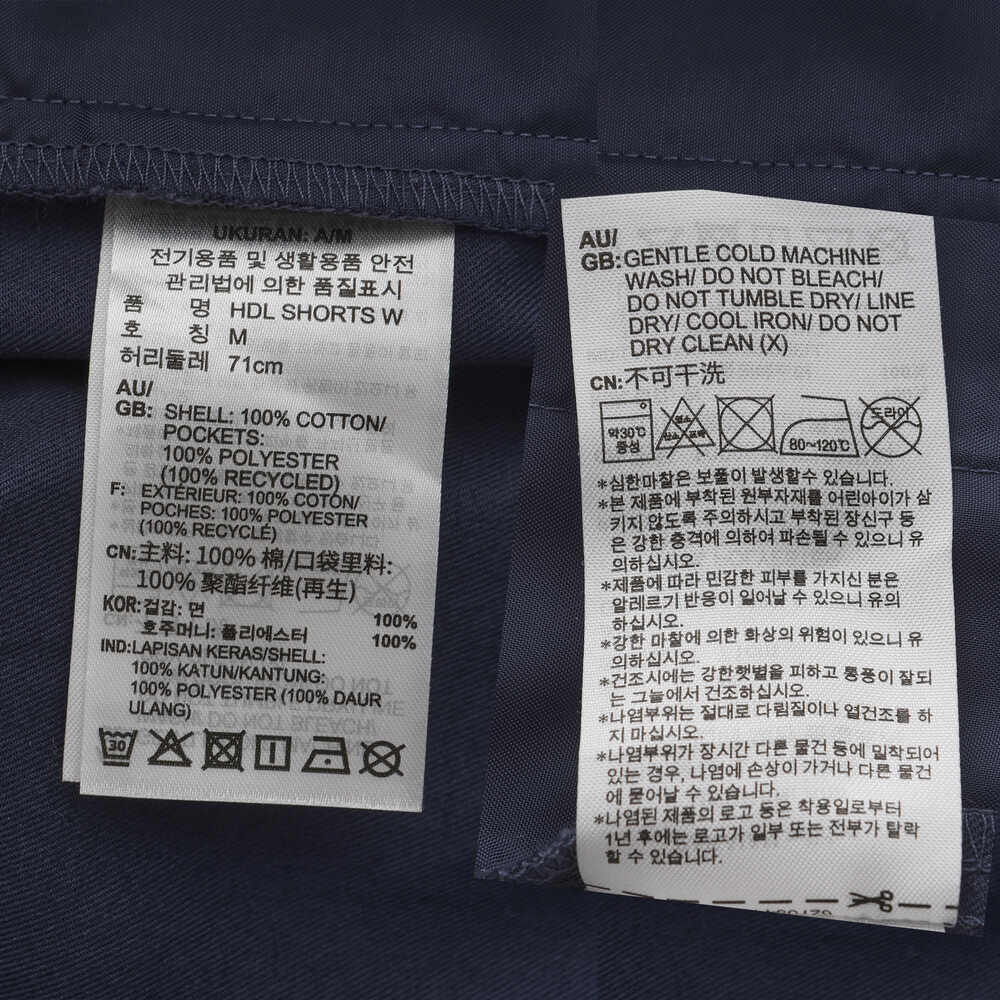 UKURAN: A/M
전기용품 및 생활용품 안전
관리법에 의한 품질표시
품 명 HDL SHORTS W
호 칭 M
허리둘레 71cm
AU/
GB: SHELL: 100% COTTON/
POCKETS:
100% POLYESTER
(100% RECYCLED)
F: EXTÉRIEUR: 100% COTON/
POCHES: 100% POLYESTER
(100% RECYCLÉ)
CN: 主料: 100% 棉/口袋里料:
100% 聚酯纤维(再生)
KOR: 겉감: 면 100%
호주머니: 폴리에스터 100%
IND: LAPISAN KERAS/SHELL:
100% KATUN/KANTUNG:
100% POLYESTER (100% DAUR
ULANG)
30
AU/
GB: GENTLE COLD MACHINE
WASH/ DO NOT BLEACH/
DO NOT TUMBLE DRY/ LINE
DRY/ COOL IRON/ DO NOT
DRY CLEAN (X)
CN: 不可干洗
약30℃
중성
염소
산소표백
80~120℃
드라이
*심한마찰은 보풀이 발생할수 있습니다.
*본 제품에 부착된 원부자재를 어린아이가 삼
키지 않도록 주의하시고 부착된 장신구 등
은 강한 충격에 의하여 파손될 수 있으니 유
의하십시오.
*제품에 따라 민감한 피부를 가지신 분은
알레르기 반응이 일어날 수 있으니 유의
하십시오.
*강한 마찰에 의한 화상의 위험이 있으니 유
의하십시오.
*건조시에는 강한햇볕을 피하고 통풍이 잘되
는 그늘에서 건조하십시오.
*나염부위는 절대로 다림질이나 열건조를 하
지 마십시오.
*나염부위가 장시간 다른 물건 등에 밀착되어
있는 경우, 나염에 손상이 가거나 다른 물건
에 묻어날 수 있습니다.
*나염된 제품의 로고 등은 착용일로부터
1년 후에는 로고가 일부 또는 전부가 탈락
할 수 있습니다.